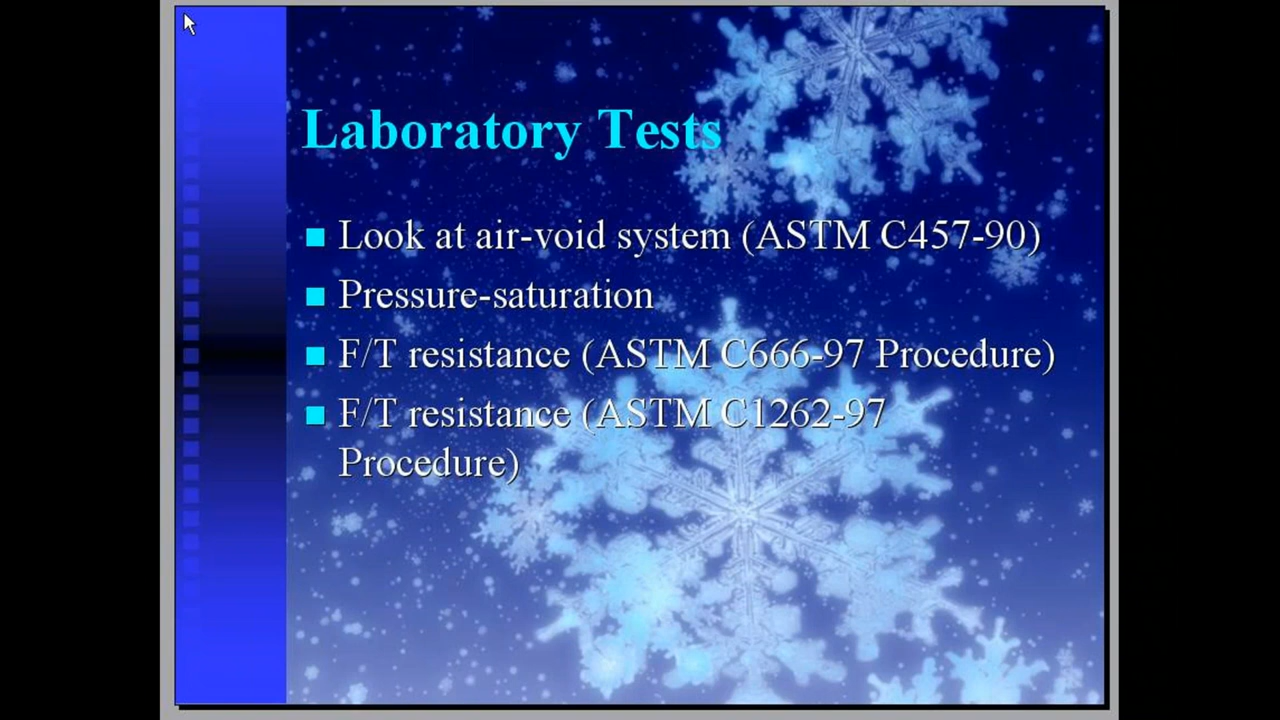 Laboratory Tests
Look at air-void system (ASTM C457-90)
Pressure-saturation
F/T resistance (ASTM C666-97 Procedure)
F/T resistance (ASTM C1262-97
Procedure)